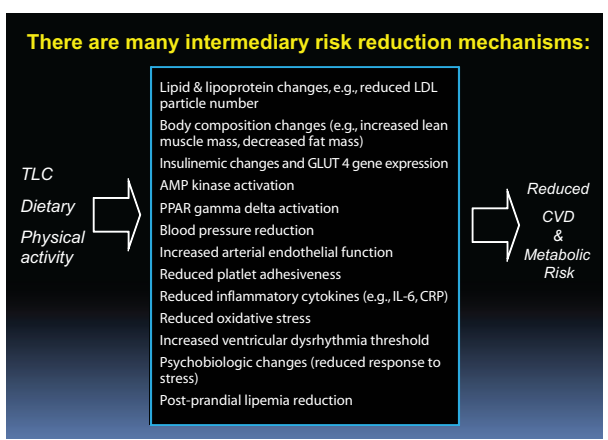 There are many intermediary risk reduction mechanisms:
TLC
Dietary
Physical
activity
Lipid & lipoprotein changes, e.g., reduced LDL
particle number
Body composition changes (e.g., increased lean
muscle mass, decreased fat mass)
Insulinemic changes and GLUT 4 gene expression
AMP kinase activation
PPAR gamma delta activation
Blood pressure reduction
Increased arterial endothelial function
Reduced platlet adhesiveness
Reduced inflammatory cytokines (e.g., IL-6, CRP)
Reduced oxidative stress
Increased ventricular dysrhythmia threshold
Psychobiologic changes (reduced response to
stress)
Post-prandial lipemia reduction
Reduced
CVD
&
Metabolic
Risk